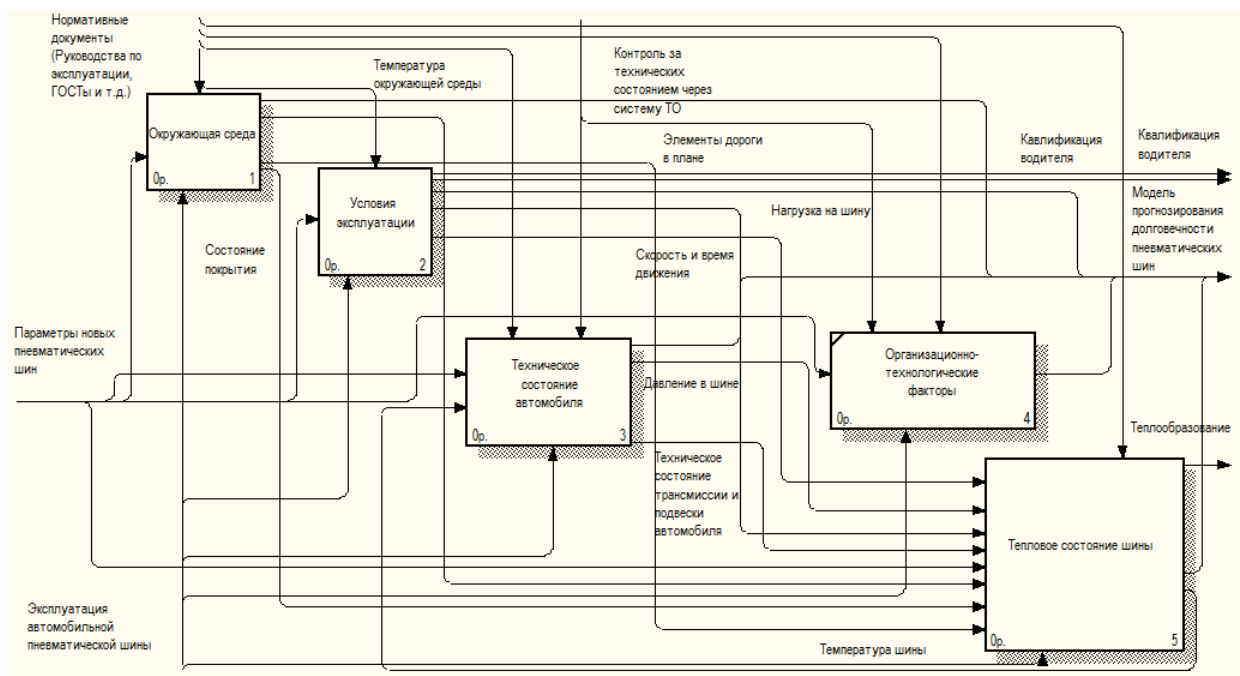 Нормативные
документы
(Руководства по
эксплуатации,
ГОСТы и т.д.)
Температура
окружающей среды
Контроль за
технических
состоянием через
систему ТО
Окружающая среда
0р.
1
Элементы дороги
в плане
Кавлификация
водителя
Квалификация
водителя
Условия
эксплуатации
0р.
2
Нагрузка на шину
Модель
прогнозирования
долговечности
пневматических
шин
Состояние
покрытия
Скорость и время
движения
Параметры новых
пневматических
шин
Техническое
состояние
автомобиля
0р.
3
Давление в шине
Организационно-
технологические
факторы
0р.
4
Теплообразование
Техническое
состояние
трансмиссии и
подвески
автомобиля
Тепловое состояние шины
0р.
5
Эксплуатация
автомобильной
пневматической шины
Температура шины